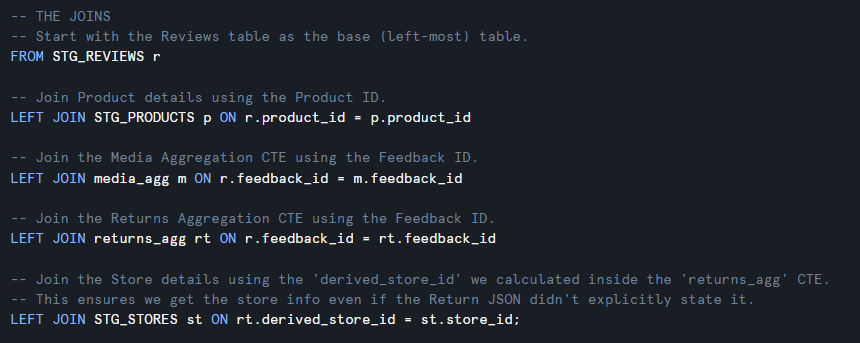 -- THE JOINS
-- Start with the Reviews table as the base (left-most) table.
FROM STG_REVIEWS r
-- Join Product details using the Product ID.
LEFT JOIN STG_PRODUCTS p ON r.product_id = p.product_id
-- Join the Media Aggregation CTE using the Feedback ID.
LEFT JOIN media_agg m ON r.feedback_id = m.feedback_id
-- Join the Returns Aggregation CTE using the Feedback ID.
LEFT JOIN returns_agg rt ON r.feedback_id = rt.feedback_id
-- Join the Store details using the 'derived_store_id' we calculated inside the 'returns_agg' CTE.
-- This ensures we get the store info even if the Return JSON didn't explicitly state it.
LEFT JOIN STG_STORES st ON rt.derived_store_id = st.store_id;